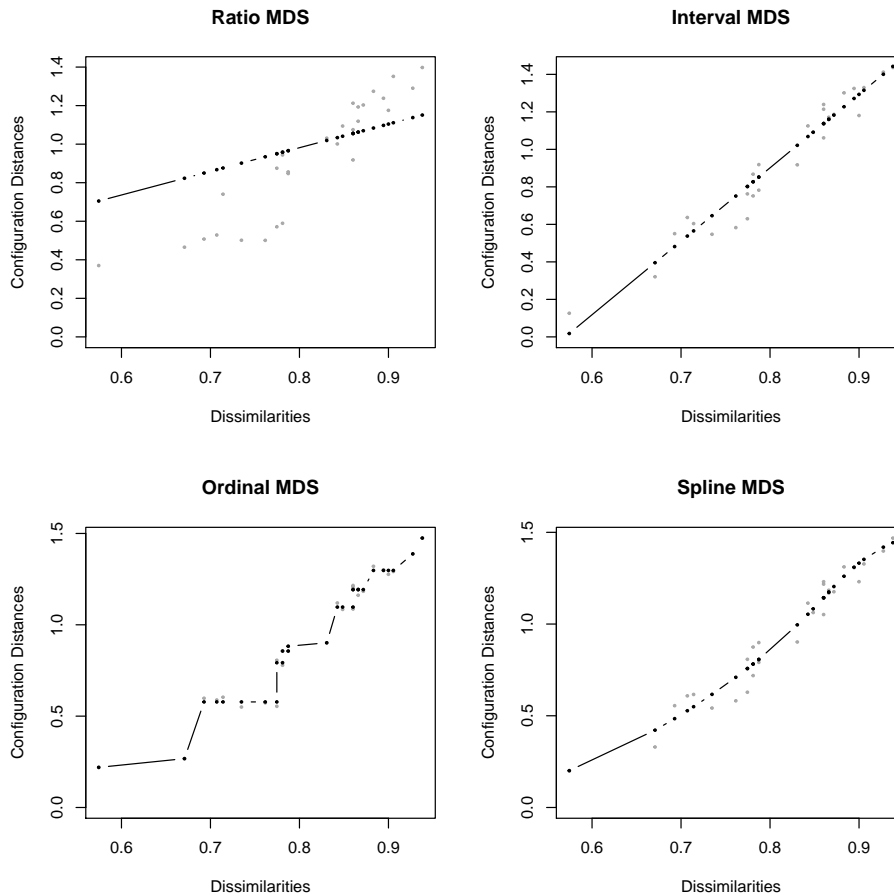 Ratio MDS
Configuration Distances
0.0 0.2 0.4 0.6 0.8 1.0 1.2 1.4
0.6 0.7 0.8 0.9
Dissimilarities
Interval MDS
Configuration Distances
0.0 0.2 0.4 0.6 0.8 1.0 1.2 1.4
0.6 0.7 0.8 0.9
Dissimilarities
Ordinal MDS
Configuration Distances
0.0 0.5 1.0 1.5
0.6 0.7 0.8 0.9
Dissimilarities
Spline MDS
Configuration Distances
0.0 0.5 1.0 1.5
0.6 0.7 0.8 0.9
Dissimilarities